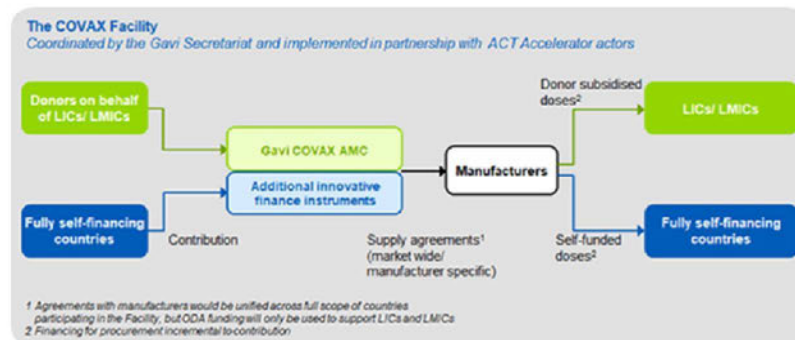 The COVAX Facility
Coordinated by the Gavi Secretariat and implemented in partnership with ACT Accelerator actors
Donors on behalf
of LICs/ LMICs
Gavi COVAX AMC
Additional innovative
finance instruments
Fully self-financing
countries
Contribution
Manufacturers
Supply agreements¹
(market wide/
manufacturer specific)
Donor subsidised
doses²
LICs/ LMICs
Self-funded
doses²
Fully self-financing
countries
1 Agreements with manufacturers would be unified across full scope of countries
participating in the Facility, but ODA funding will only be used to support LICs and LMICs
2 Financing for procurement incremental to contribution